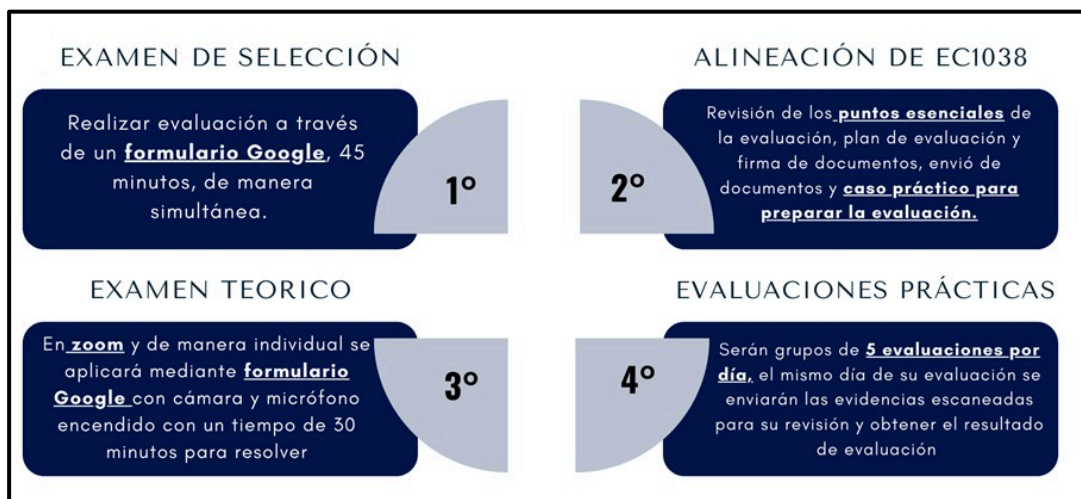 EXAMEN DE SELECCIÓN
Realizar evaluación a través
de un formulario Google, 45
minutos, de manera
simultánea.
1°
ALINEACIÓN DE EC1038
Revisión de los puntos esenciales de
la evaluación, plan de evaluación y
firma de documentos, envió de
documentos y caso práctico para
preparar la evaluación.
2°
EXAMEN TEORICO
En zoom y de manera individual se
aplicará mediante formulario
Google con cámara y micrófono
encendido con un tiempo de 30
minutos para resolver
3°
EVALUACIONES PRÁCTICAS
Serán grupos de 5 evaluaciones por
día, el mismo día de su evaluación se
enviarán las evidencias escaneadas
para su revisión y obtener el resultado
de evaluación
4°